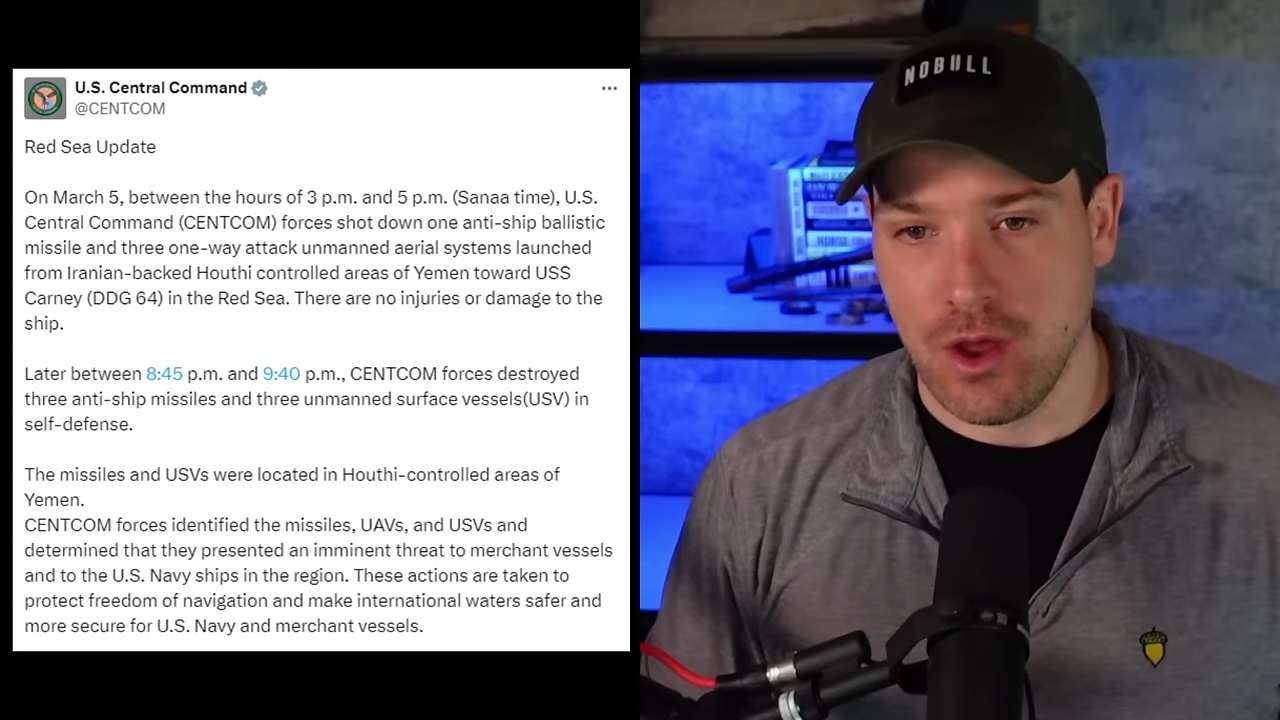 U.S. Central Command
@CENTCOM
Red Sea Update
On March 5, between the hours of 3 p.m. and 5 p.m. (Sanaa time), U.S.
Central Command (CENTCOM) forces shot down one anti-ship ballistic
missile and three one-way attack unmanned aerial systems launched
from Iranian-backed Houthi controlled areas of Yemen toward USS
Carney (DDG 64) in the Red Sea. There are no injuries or damage to the
ship.
Later between 8:45 p.m. and 9:40 p.m., CENTCOM forces destroyed
three anti-ship missiles and three unmanned surface vessels(USV) in
self-defense.
The missiles and USVs were located in Houthi-controlled areas of
Yemen.
CENTCOM forces identified the missiles, UAVs, and USVs and
determined that they presented an imminent threat to merchant vessels
and to the U.S. Navy ships in the region. These actions are taken to
protect freedom of navigation and make international waters safer and
more secure for U.S. Navy and merchant vessels.
NOBULL